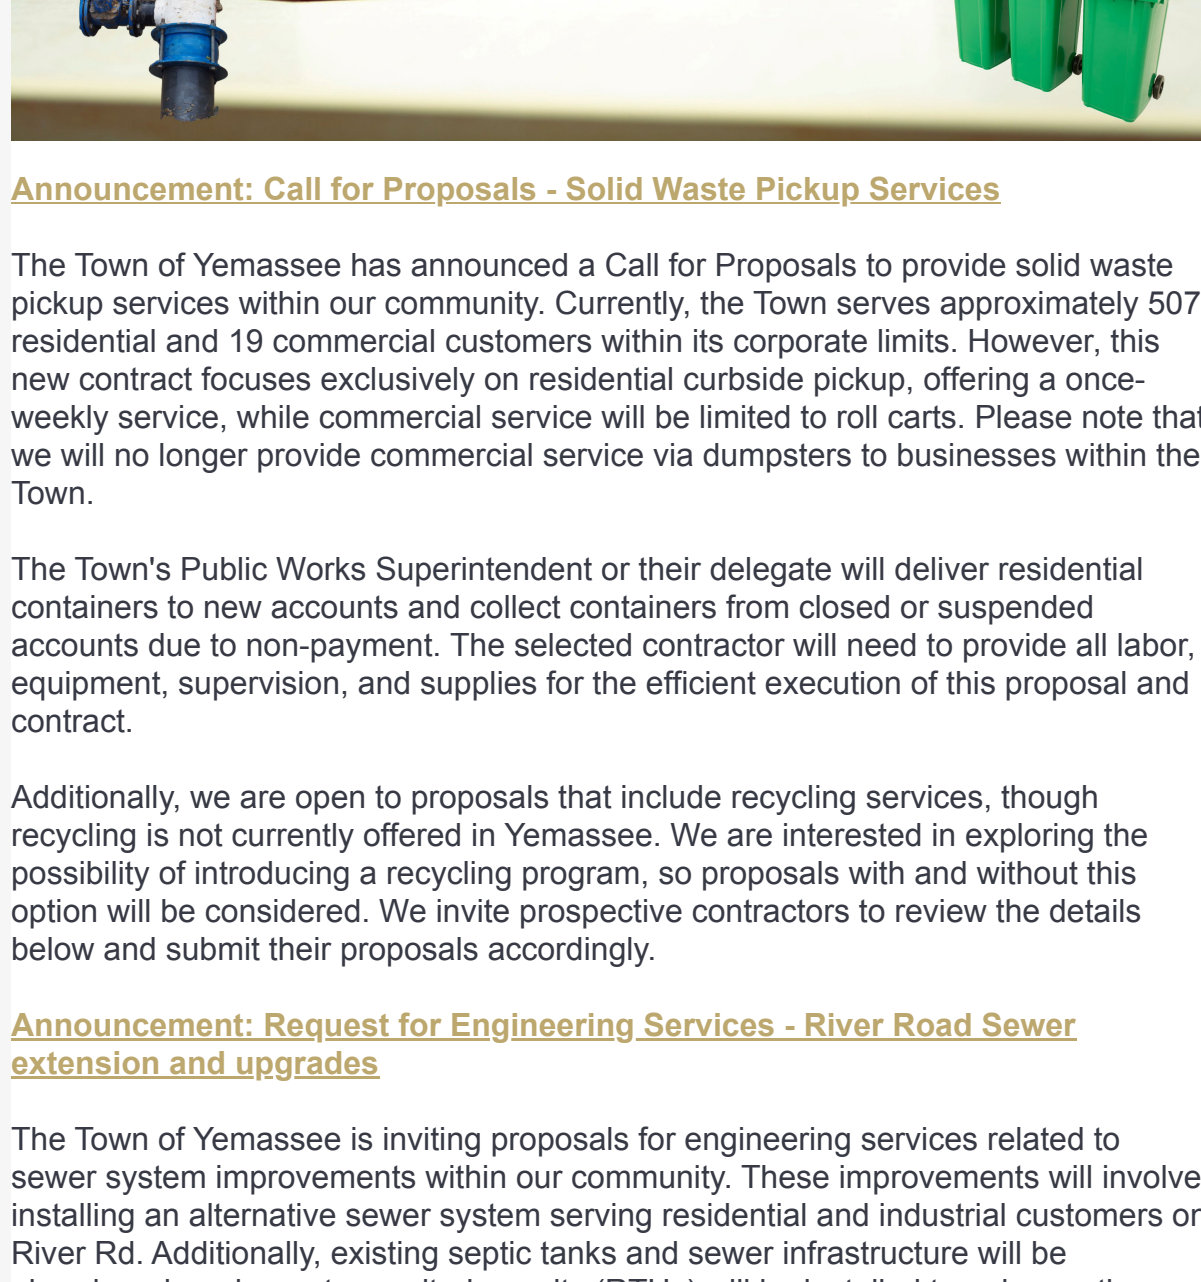 Announcement: Call for Proposals - Solid Waste Pickup Services
The Town of Yemassee has announced a Call for Proposals to provide solid waste
pickup services within our community. Currently, the Town serves approximately 507
residential and 19 commercial customers within its corporate limits. However, this
new contract focuses exclusively on residential curbside pickup, offering a once-
weekly service, while commercial service will be limited to roll carts. Please note that
we will no longer provide commercial service via dumpsters to businesses within the
Town.
The Town's Public Works Superintendent or their delegate will deliver residential
containers to new accounts and collect containers from closed or suspended
accounts due to non-payment. The selected contractor will need to provide all labor,
equipment, supervision, and supplies for the efficient execution of this proposal and
contract.
Additionally, we are open to proposals that include recycling services, though
recycling is not currently offered in Yemassee. We are interested in exploring the
possibility of introducing a recycling program, so proposals with and without this
option will be considered. We invite prospective contractors to review the details
below and submit their proposals accordingly.
Announcement: Request for Engineering Services - River Road Sewer
extension and upgrades
The Town of Yemassee is inviting proposals for engineering services related to
sewer system improvements within our community. These improvements will involve
installing an alternative sewer system serving residential and industrial customers on
River Rd. Additionally, existing septic tanks and sewer infrastructure will be